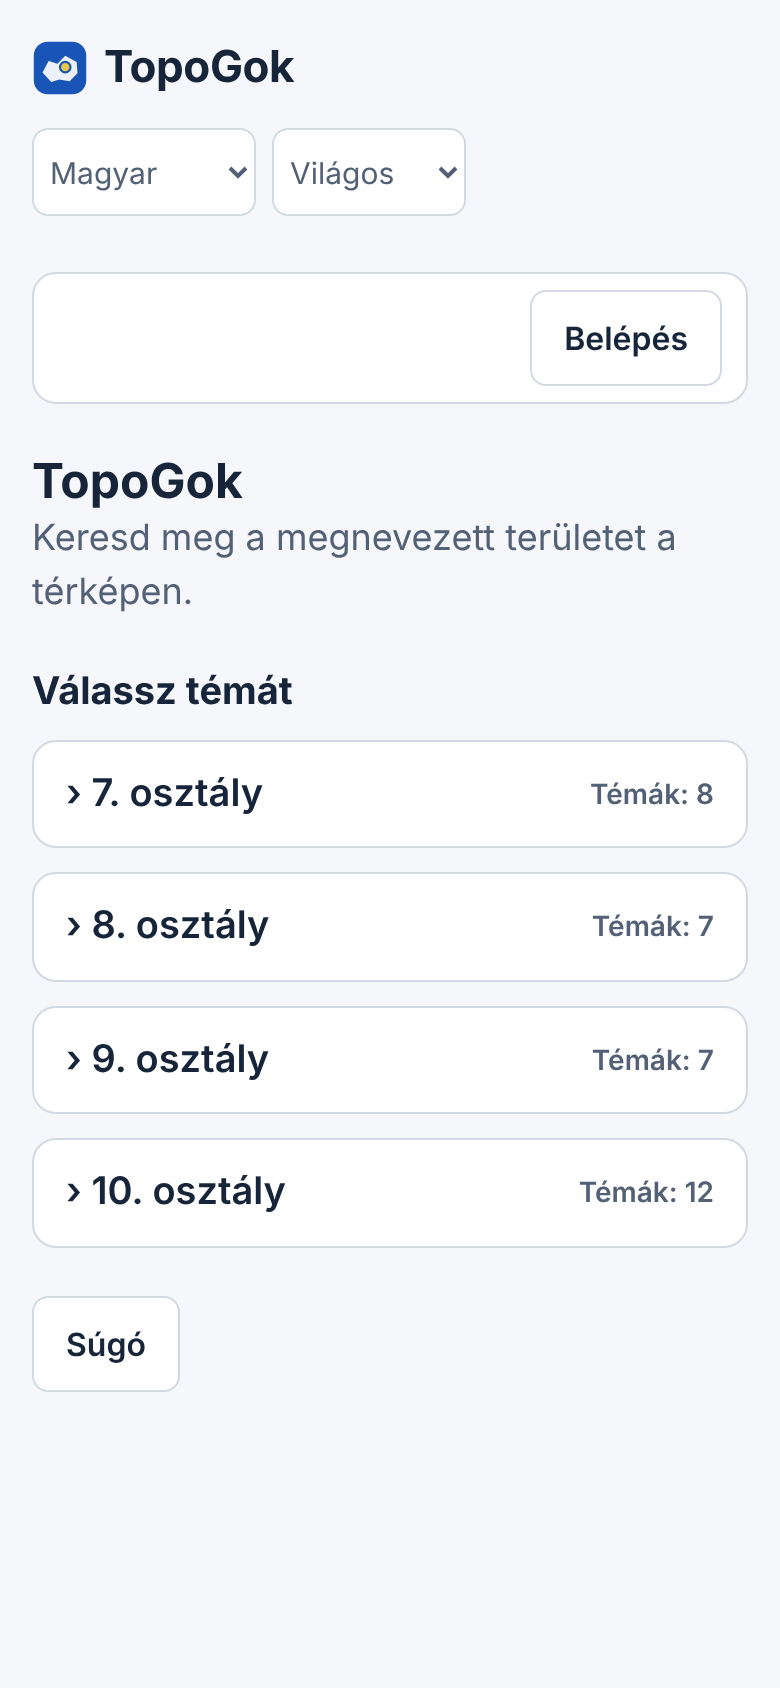 TopoGok
Magyar
Világos
Belépés
TopoGok
Keresd meg a megnevezett területet a
térképen.
Válassz témát
› 7. osztály
Témák: 8
› 8. osztály
Témák: 7
› 9. osztály
Témák: 7
› 10. osztály
Témák: 12
Súgó